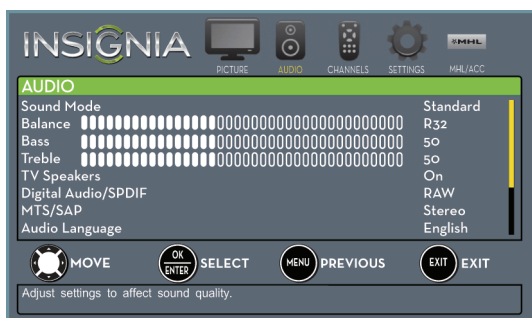 INSIGNIA
PICTURE AUDIO CHANNELS SETTINGS MHL MHL/ACC
AUDIO
Sound Mode Standard
Balance R32
Bass 50
Treble 50
TV Speakers On
Digital Audio/SPDIF RAW
MTS/SAP Stereo
Audio Language English
MOVE OK ENTER SELECT MENU PREVIOUS EXIT EXIT
Adjust settings to affect sound quality.